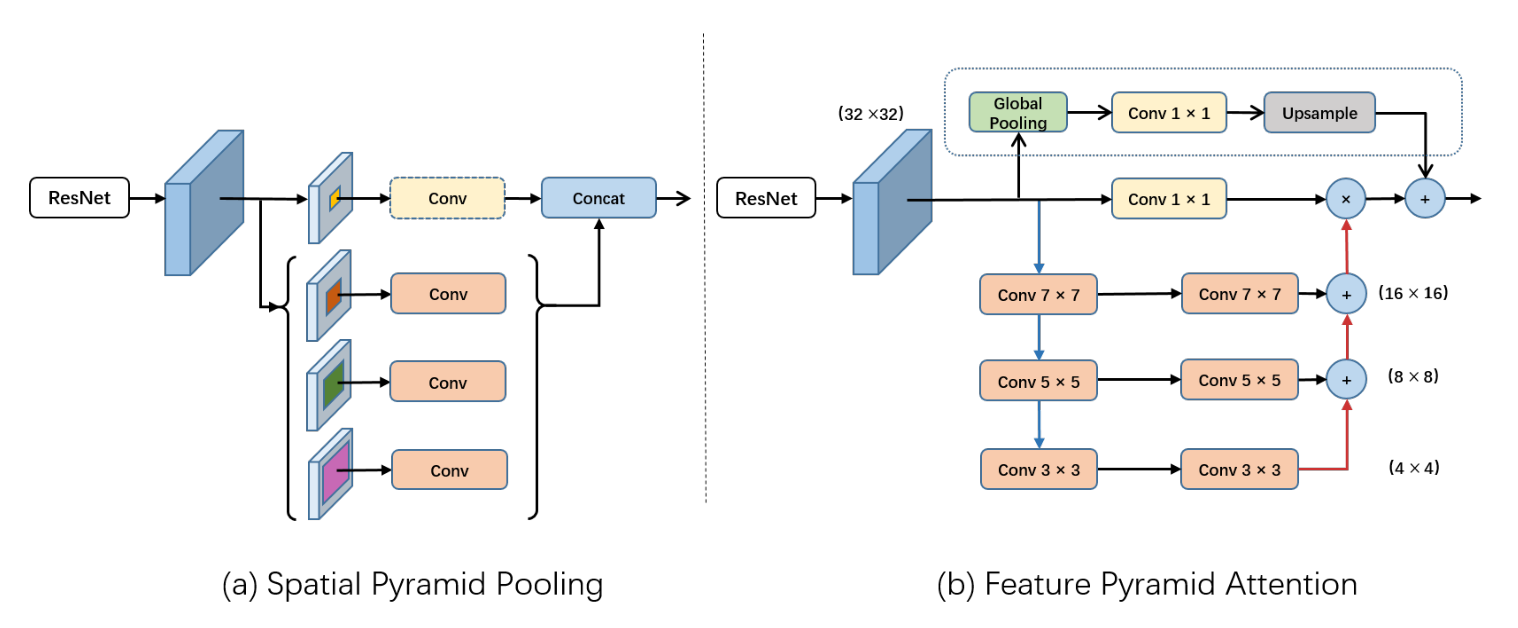 ResNet
Conv
Concat
Conv
Conv
Conv
(a) Spatial Pyramid Pooling
(32 ×32)
Global
Pooling
Conv 1 × 1
Upsample
ResNet
Conv 1 × 1
×
+
Conv 7 × 7
Conv 7 × 7
+
(16 × 16)
Conv 5 × 5
Conv 5 × 5
+
(8 × 8)
Conv 3 × 3
Conv 3 × 3
(4 × 4)
(b) Feature Pyramid Attention